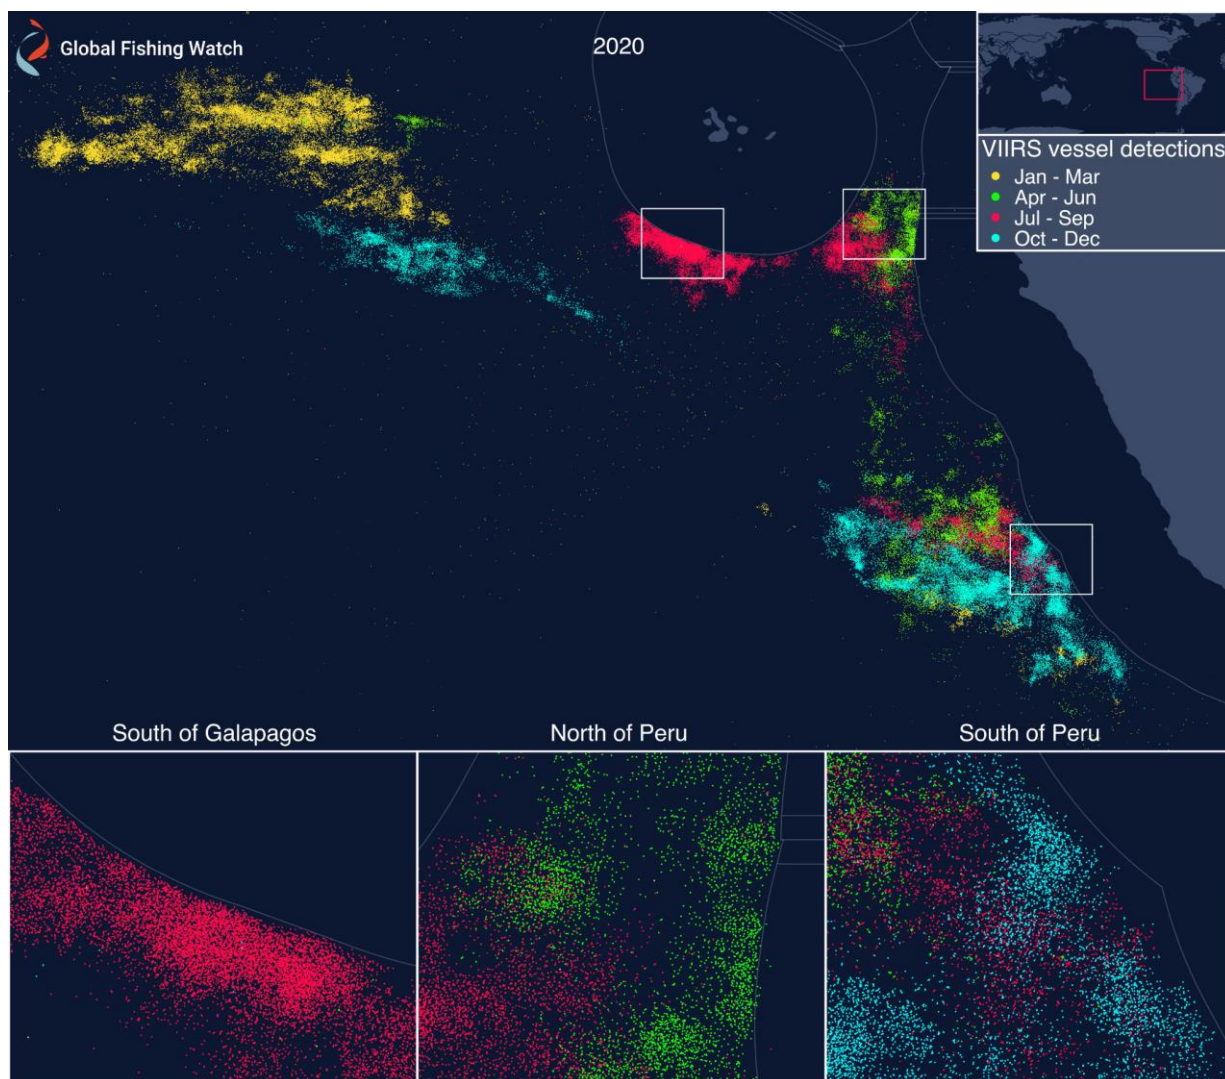 Global Fishing Watch
2020
VIIRS vessel detections
Jan - Mar
Apr - Jun
Jul - Sep
Oct - Dec
South of Galapagos
North of Peru
South of Peru